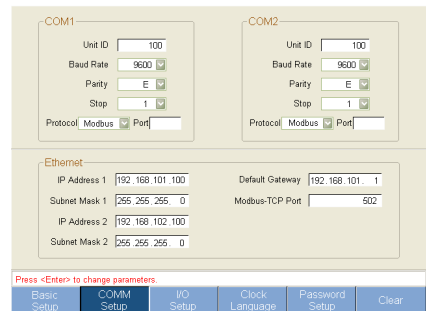 COM1
Unit ID 100
Baud Rate 9600
Parity E
Stop 1
Protocol Modbus Port
COM2
Unit ID 100
Baud Rate 9600
Parity E
Stop 1
Protocol Modbus Port
Ethernet
IP Address 1 192.168.101.100
Subnet Mask 1 255.255.255. 0
IP Address 2 192.168.102.100
Subnet Mask 2 255.255.255. 0
Default Gateway 192.168.101. 1
Modbus-TCP Port 502
Press <Enter> to change parameters.
Basic Setup
COMM Setup
I/O Setup
Clock Language
Password Setup
Clear